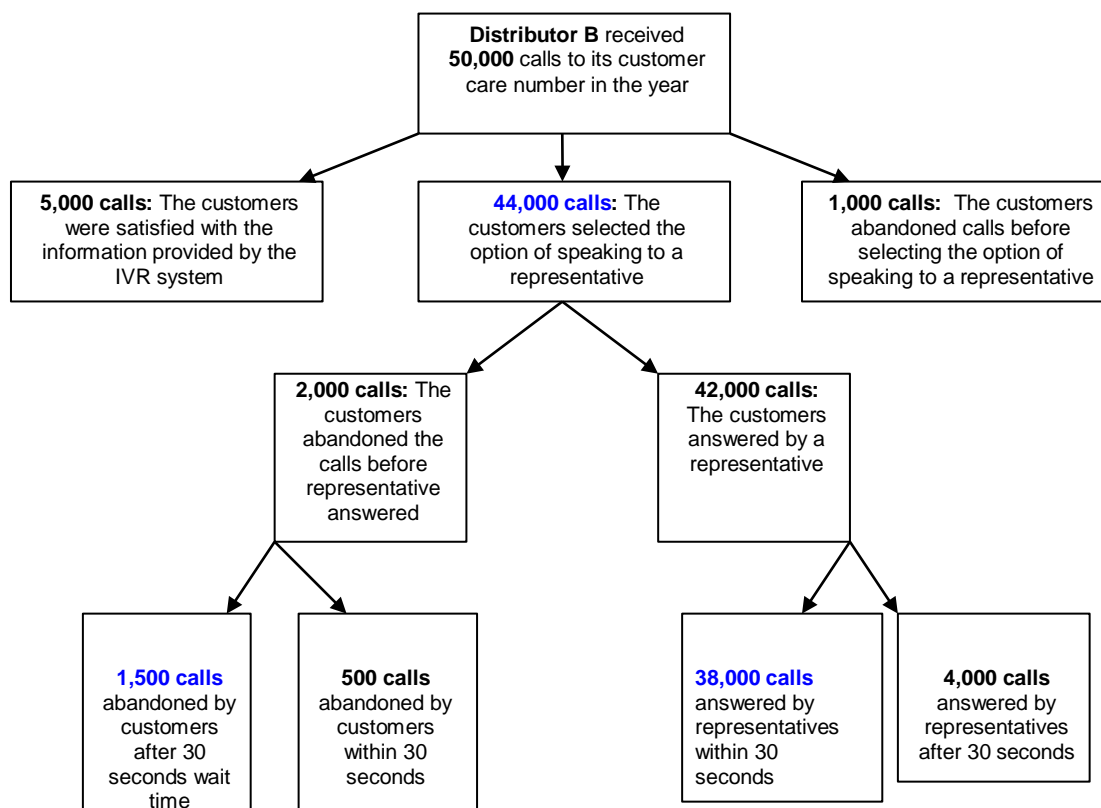 Distributor B received
50,000 calls to its customer
care number in the year
5,000 calls: The customers
were satisfied with the
information provided by the
IVR system
44,000 calls: The
customers selected the
option of speaking to a
representative
1,000 calls: The customers
abandoned calls before
selecting the option of
speaking to a representative
2,000 calls: The
customers
abandoned the
calls before
representative
answered
42,000 calls:
The customers
answered by a
representative
1,500 calls
abandoned by
customers
after 30
seconds wait
time
500 calls
abandoned by
customers
within 30
seconds
38,000 calls
answered by
representatives
within 30
seconds
4,000 calls
answered by
representatives
after 30 seconds